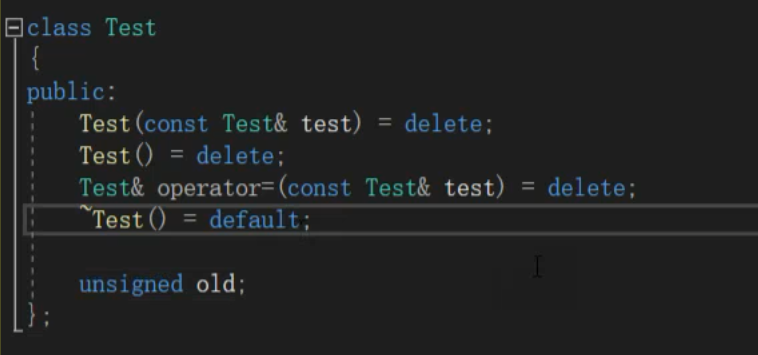 class Test
{
public:
Test(const Test& test) = delete;
Test() = delete;
Test& operator=(const Test& test) = delete;
~Test() = default;
unsigned old;
};